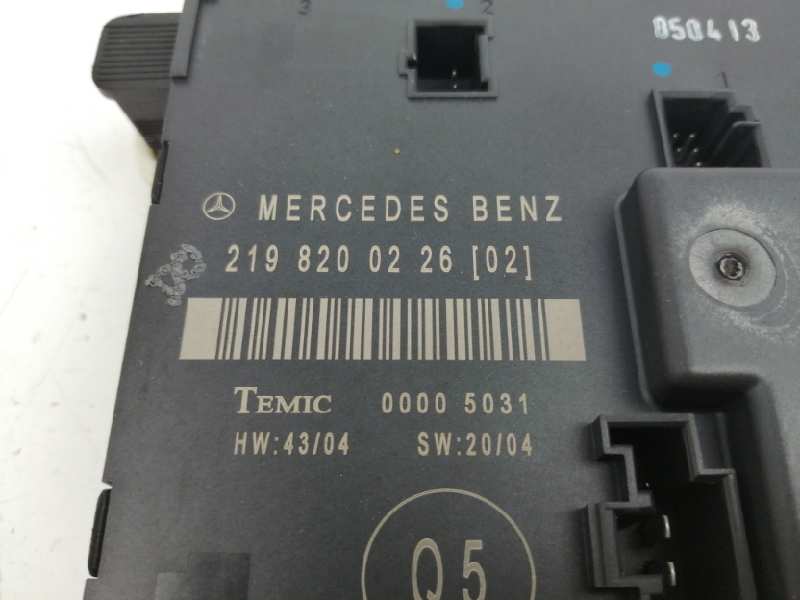 3
2
050413
1
MERCEDES BENZ
219 820 02 26 [02]
TEMIC 0000 5031
HW:43/04 SW:20/04
Q5